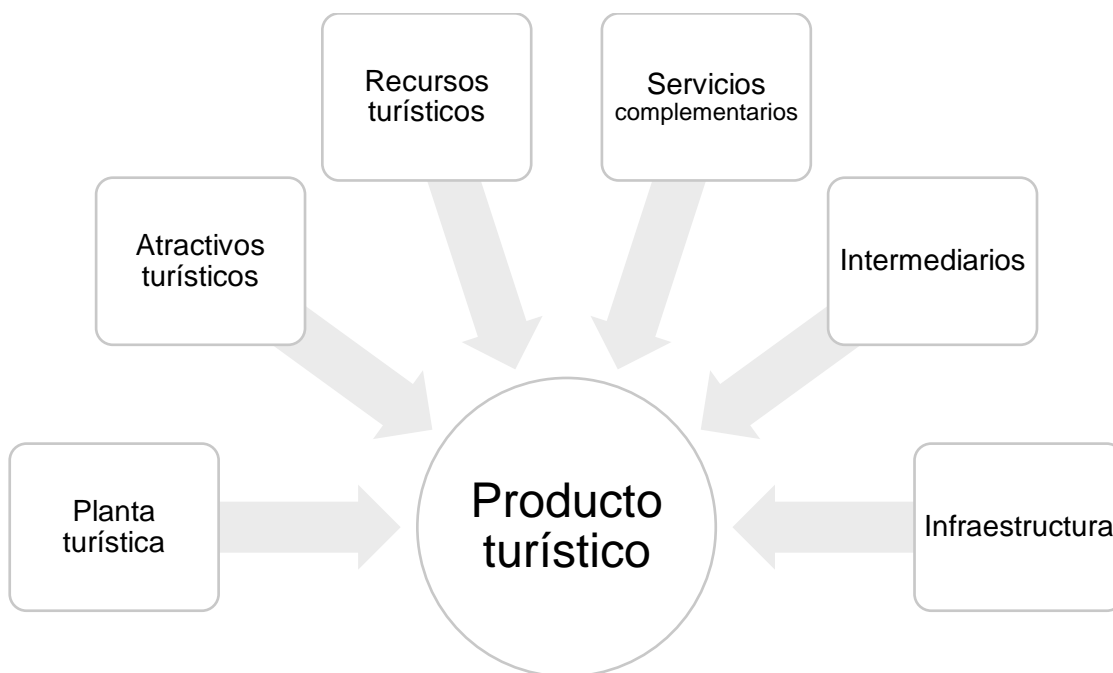 Recursos
turísticos
Servicios
complementarios
Atractivos
turísticos
Intermediarios
Planta
turística
Producto
turístico
Infraestructura